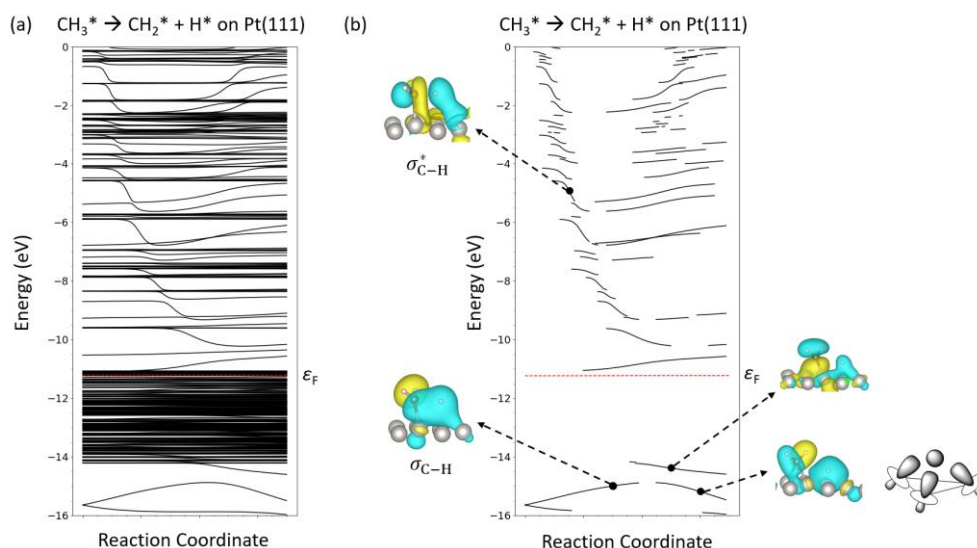 (a) CH₃* → CH₂* + H* on Pt(111)
Energy (eV)
0
−2
−4
−6
−8
−10
−12
−14
−16
εF
Reaction Coordinate
(b) CH₃* → CH₂* + H* on Pt(111)
Energy (eV)
0
−2
−4
−6
−8
−10
−12
−14
−16
σ*C−H
σC−H
εF
Reaction Coordinate